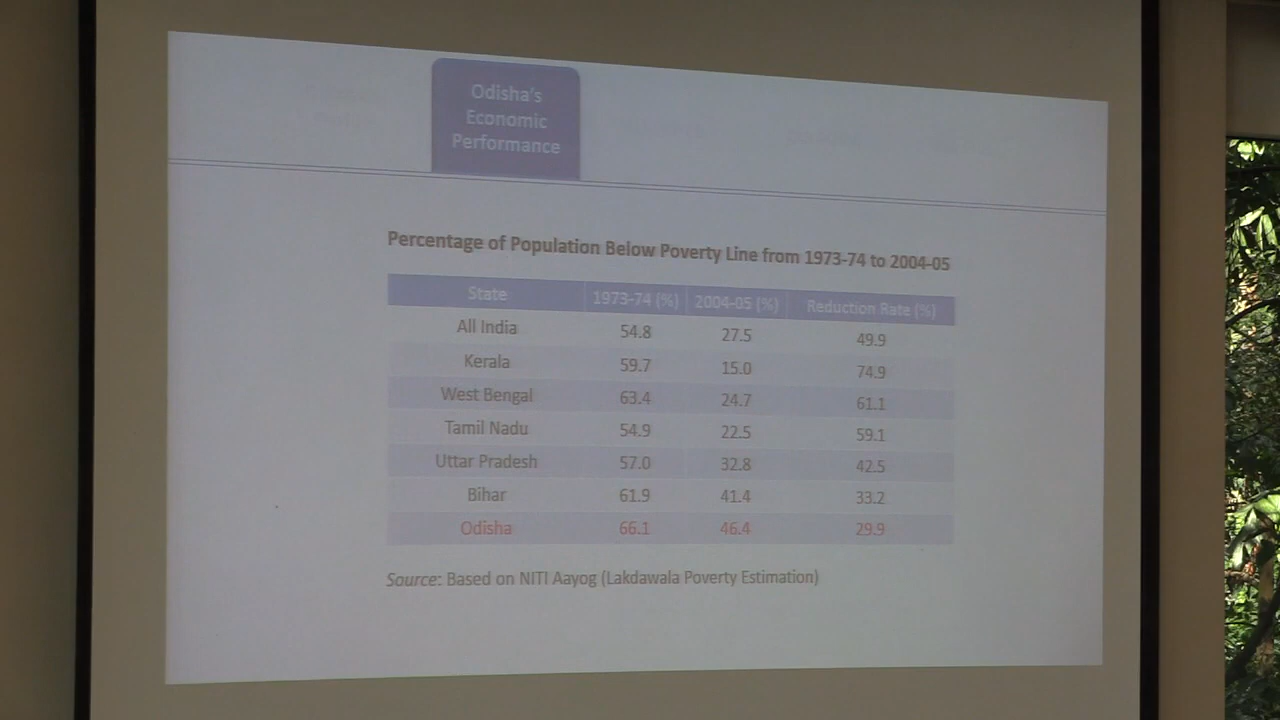 Odisha's
Economic
Performance
Percentage of Population Below Poverty Line from 1973-74 to 2004-05
State 1973-74 (%) 2004-05 (%) Reduction Rate (%)
All India 54.8 27.5 49.9
Kerala 59.7 15.0 74.9
West Bengal 63.4 24.7 61.1
Tamil Nadu 54.9 22.5 59.1
Uttar Pradesh 57.0 32.8 42.5
Bihar 61.9 41.4 33.2
Odisha 66.1 46.4 29.9
Source: Based on NITI Aayog (Lakdawala Poverty Estimation)